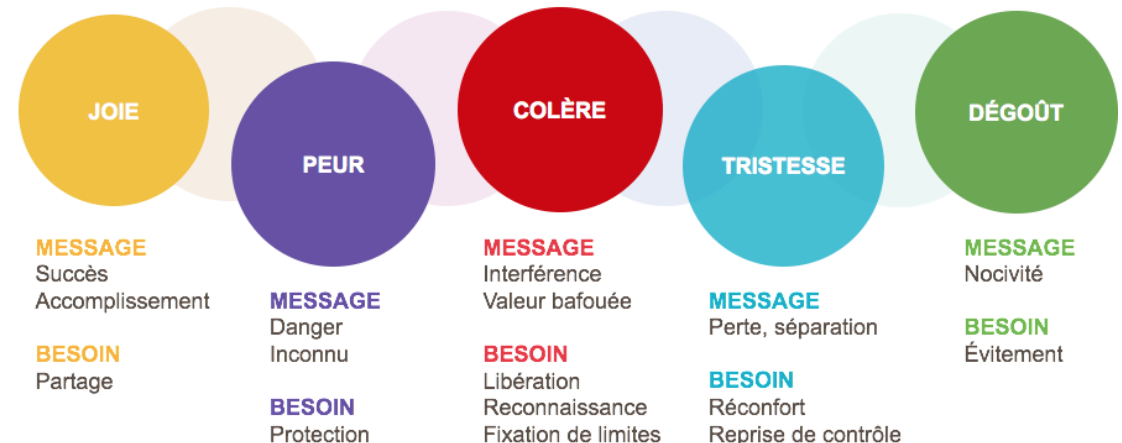 JOIE
PEUR
COLÈRE
TRISTESSE
DÉGOÛT
MESSAGE
Succès
Accomplissement
BESOIN
Partage
MESSAGE
Danger
Inconnu
BESOIN
Protection
MESSAGE
Interférence
Valeur bafouée
BESOIN
Libération
Reconnaissance
Fixation de limites
MESSAGE
Perte, séparation
BESOIN
Réconfort
Reprise de contrôle
MESSAGE
Nocivité
BESOIN
Évitement